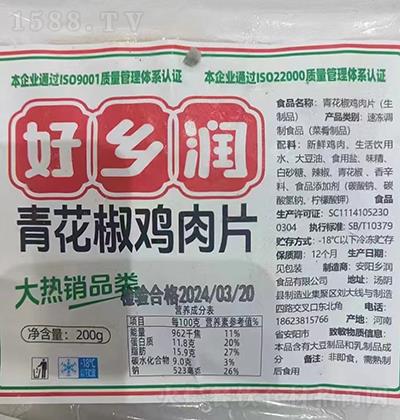 1588.TV
本企业通过ISO9001质量管理体系认证
本企业通过ISO22000质量管理体系认证
好乡润
青花椒鸡肉片
大热销品类
检验合格2024/03/20
净含量：200g
-18℃
营养成分表
项目 每100克 营养素参考值%
能量 962千焦 11%
蛋白质 11.8克 20%
脂肪 15.9克 27%
碳水化合物 9.0克 3%
钠 523毫克 26%
食品名称：青花椒鸡肉片（生
制品） 产品类别：速冻调
制食品（菜肴制品）
配料：新鲜鸡肉、生活饮用
水、大豆油、食用盐、味精、
白砂糖、辣椒、青花椒、香辛
料、食品添加剂（碳酸钠、碳
酸氢钠、柠檬酸钾） 食品
生产许可证：SC1114105230
0304 执行标准：SB/T10379
贮存方式：-18℃以下冷冻贮存
保质期：12个月 生产日期：
见包装 制造商：安阳乡润
食品有限公司 地址：汤阴
县制造业集聚区刘大线与制造
四路交叉口东北角 电话：
18623815766 产地：河南
省安阳市 致敏物质信息：
本品含有大豆制品和乳制品成
分 备注：非即食，需熟制
后食用